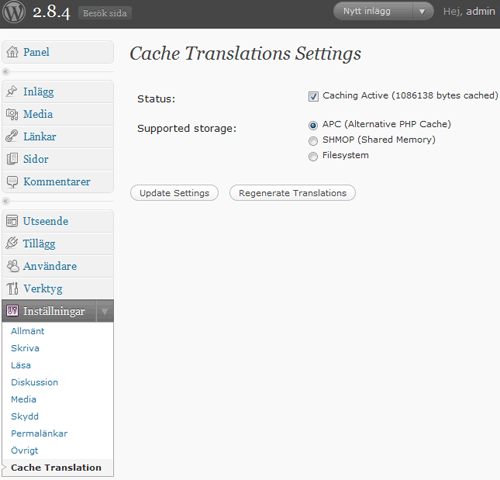 2.8.4 Besök sida Nytt inlägg Hej, admin
Panel
Inlägg
Media
Länkar
Sidor
Kommentarer
Utseende
Tillägg
Användare
Verktyg
Inställningar
Allmänt
Skriva
Läsa
Diskussion
Media
Skydd
Permalänkar
Övrigt
Cache Translation
Cache Translations Settings
Status: Caching Active (1086138 bytes cached)
Supported storage: APC (Alternative PHP Cache)
SHMOP (Shared Memory)
Filesystem
Update Settings Regenerate Translations